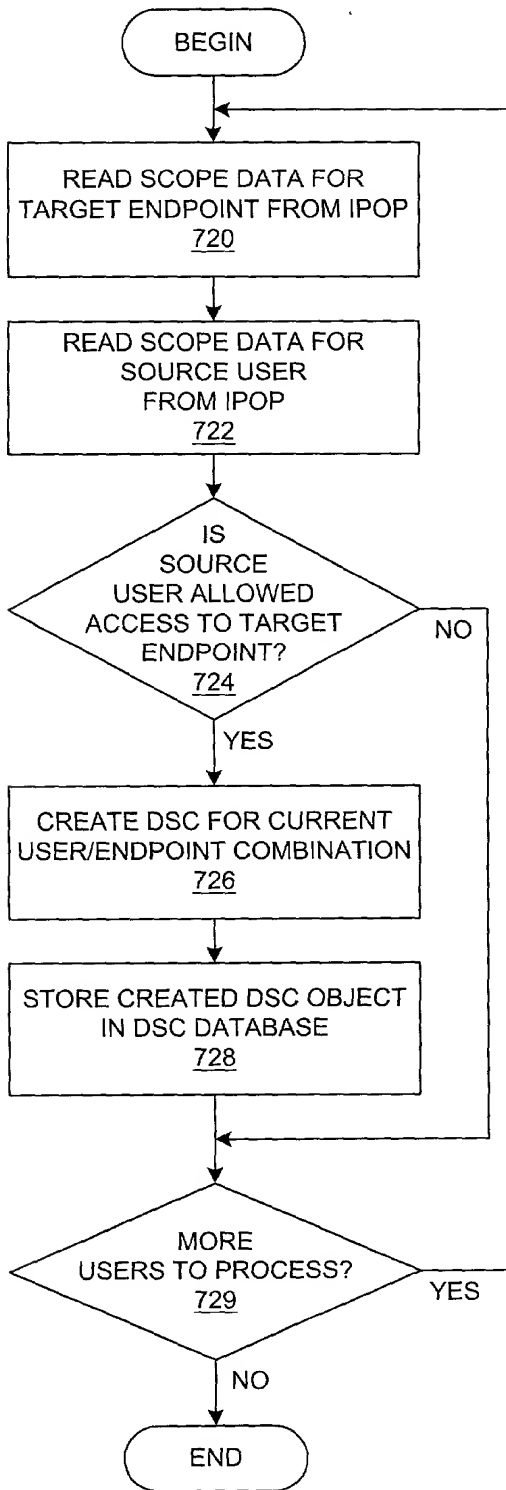 BEGIN
READ SCOPE DATA FOR
TARGET ENDPOINT FROM IPOP
720
READ SCOPE DATA FOR
SOURCE USER
FROM IPOP
722
IS
SOURCE
USER ALLOWED
ACCESS TO TARGET
ENDPOINT?
724
NO
YES
CREATE DSC FOR CURRENT
USER/ENDPOINT COMBINATION
726
STORE CREATED DSC OBJECT
IN DSC DATABASE
728
MORE
USERS TO PROCESS?
729
YES
NO
END